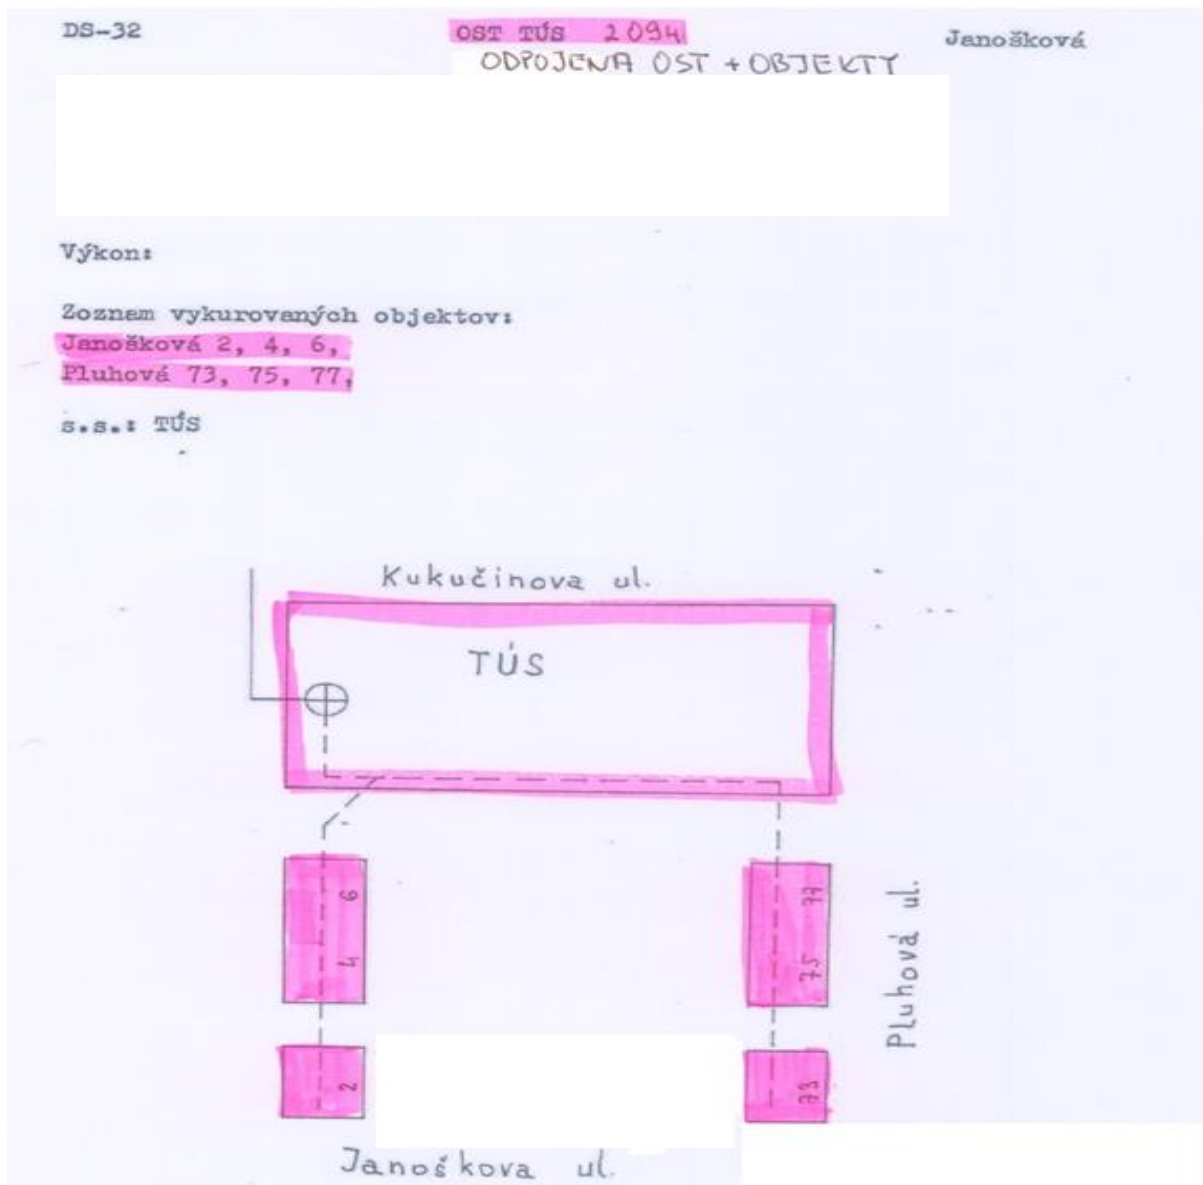 DS-32 OST TÚS 2094 Janošková
ODPOJENA OST + OBJEKTY
Výkon:
Zoznam vykurovaných objektov:
Janošková 2, 4, 6,
Pluhová 73, 75, 77,
s.s.: TÚS
Kukučinova ul.
TÚS
6
4
2
77
75
73
Pluhová ul.
Janoškova ul.